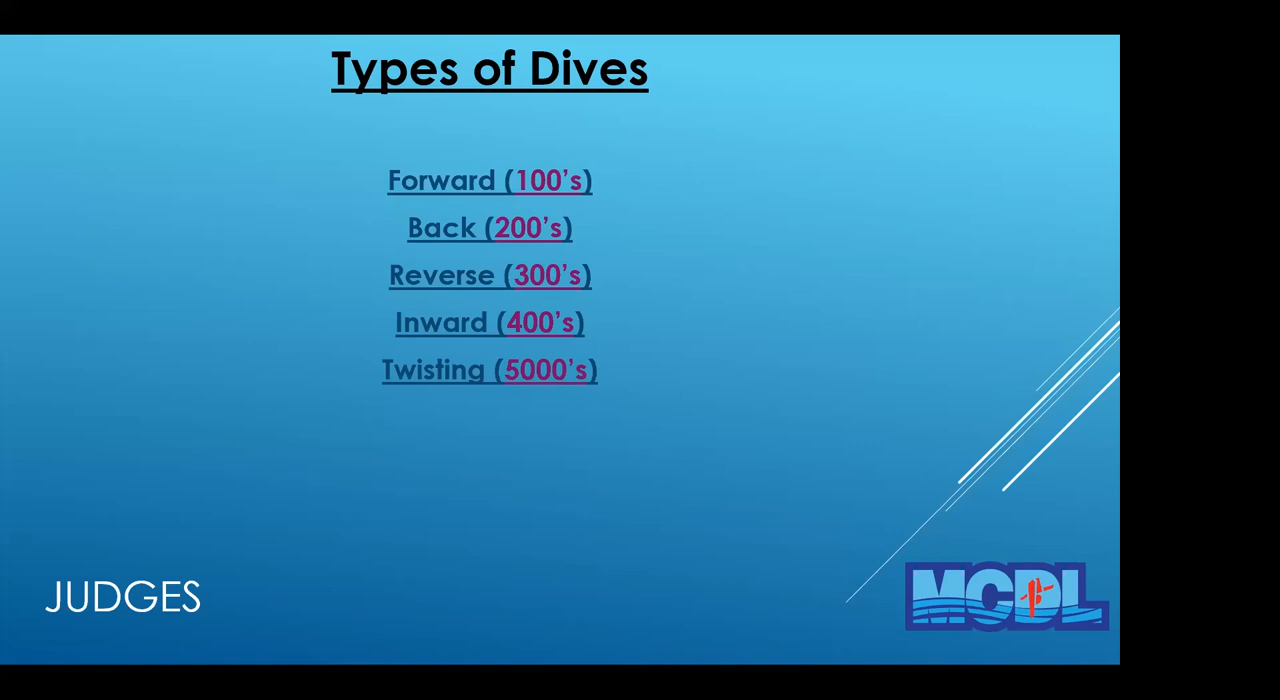 Types of Dives
Forward (100’s)
Back (200’s)
Reverse (300’s)
Inward (400’s)
Twisting (5000’s)
JUDGES
MCDL